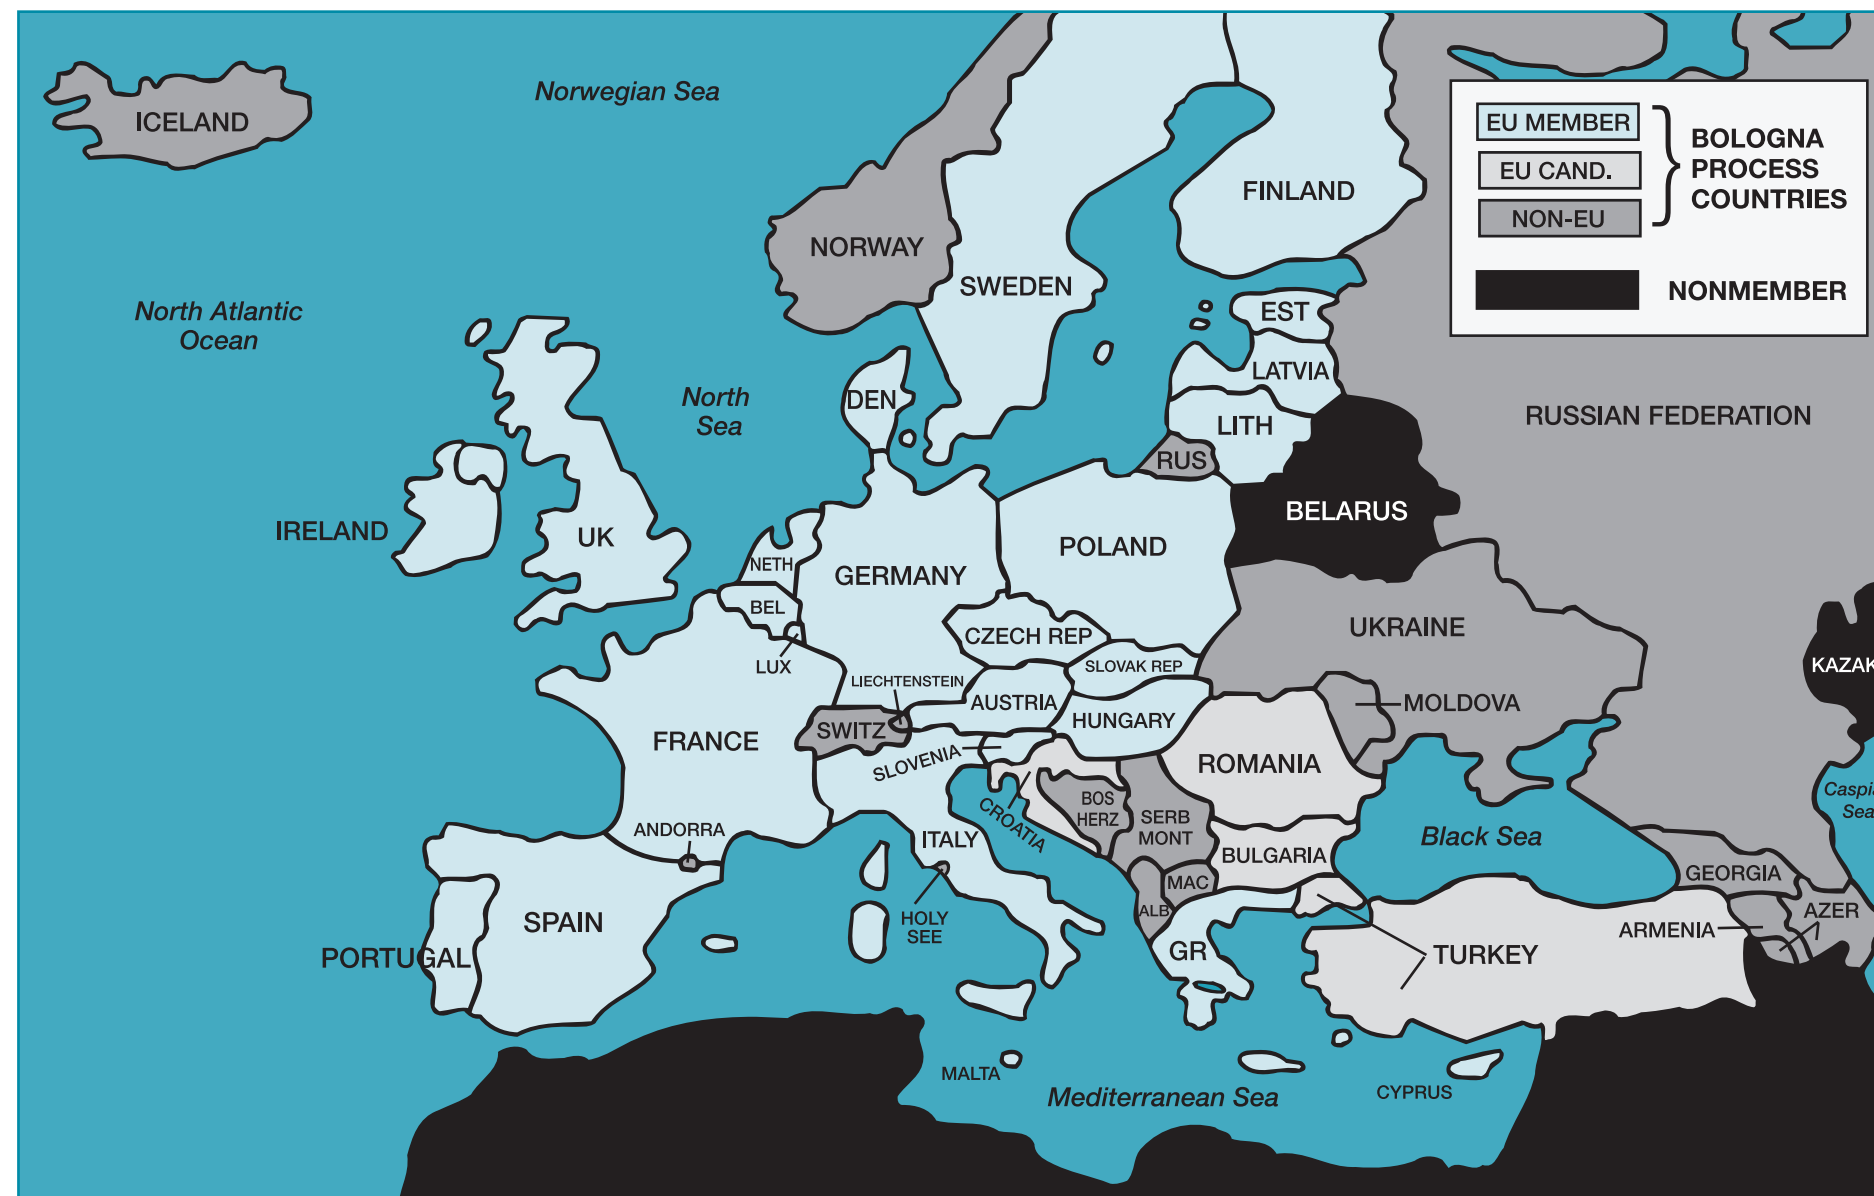 Norwegian Sea
ICELAND
EU MEMBER
EU CAND.
NON-EU
BOLOGNA
PROCESS
COUNTRIES
NONMEMBER
FINLAND
NORWAY
SWEDEN
North Atlantic
Ocean
EST
LATVIA
North
Sea
DEN
LITH
RUS
RUSSIAN FEDERATION
BELARUS
IRELAND
UK
POLAND
NETH
GERMANY
BEL
CZECH REP
UKRAINE
LUX
SLOVAK REP
KAZAK
LIECHTENSTEIN
AUSTRIA
MOLDOVA
HUNGARY
SWITZ
FRANCE
SLOVENIA
ROMANIA
CROATIA
BOS
HERZ
SERB
MONT
Caspia
Sea
ANDORRA
ITALY
Black Sea
BULGARIA
GEORGIA
MAC
ALB
HOLY
SEE
SPAIN
AZER
ARMENIA
PORTUGAL
GR
TURKEY
MALTA
Mediterranean Sea
CYPRUS